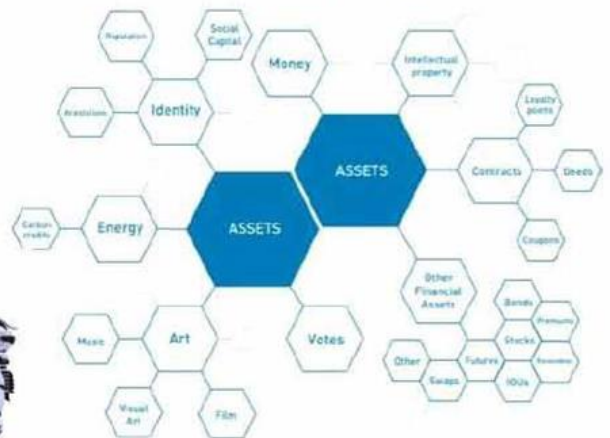 Reputation
Social
Capital
Money
Intellectual
property
Identity
Loyalty
points
ASSETS
Contracts
Deeds
ASSETS
Energy
Carbon
credits
Coupons
Other
Financial
Assets
Bonds
Premiums
Music
Art
Votes
Stocks
Other
Futures
Swaps
IOUs
Visual
Art
Film